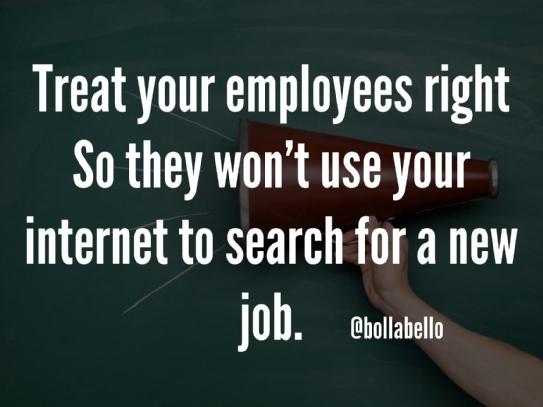 Treat your employees right
So they won't use your
internet to search for a new
job.
@bollabello